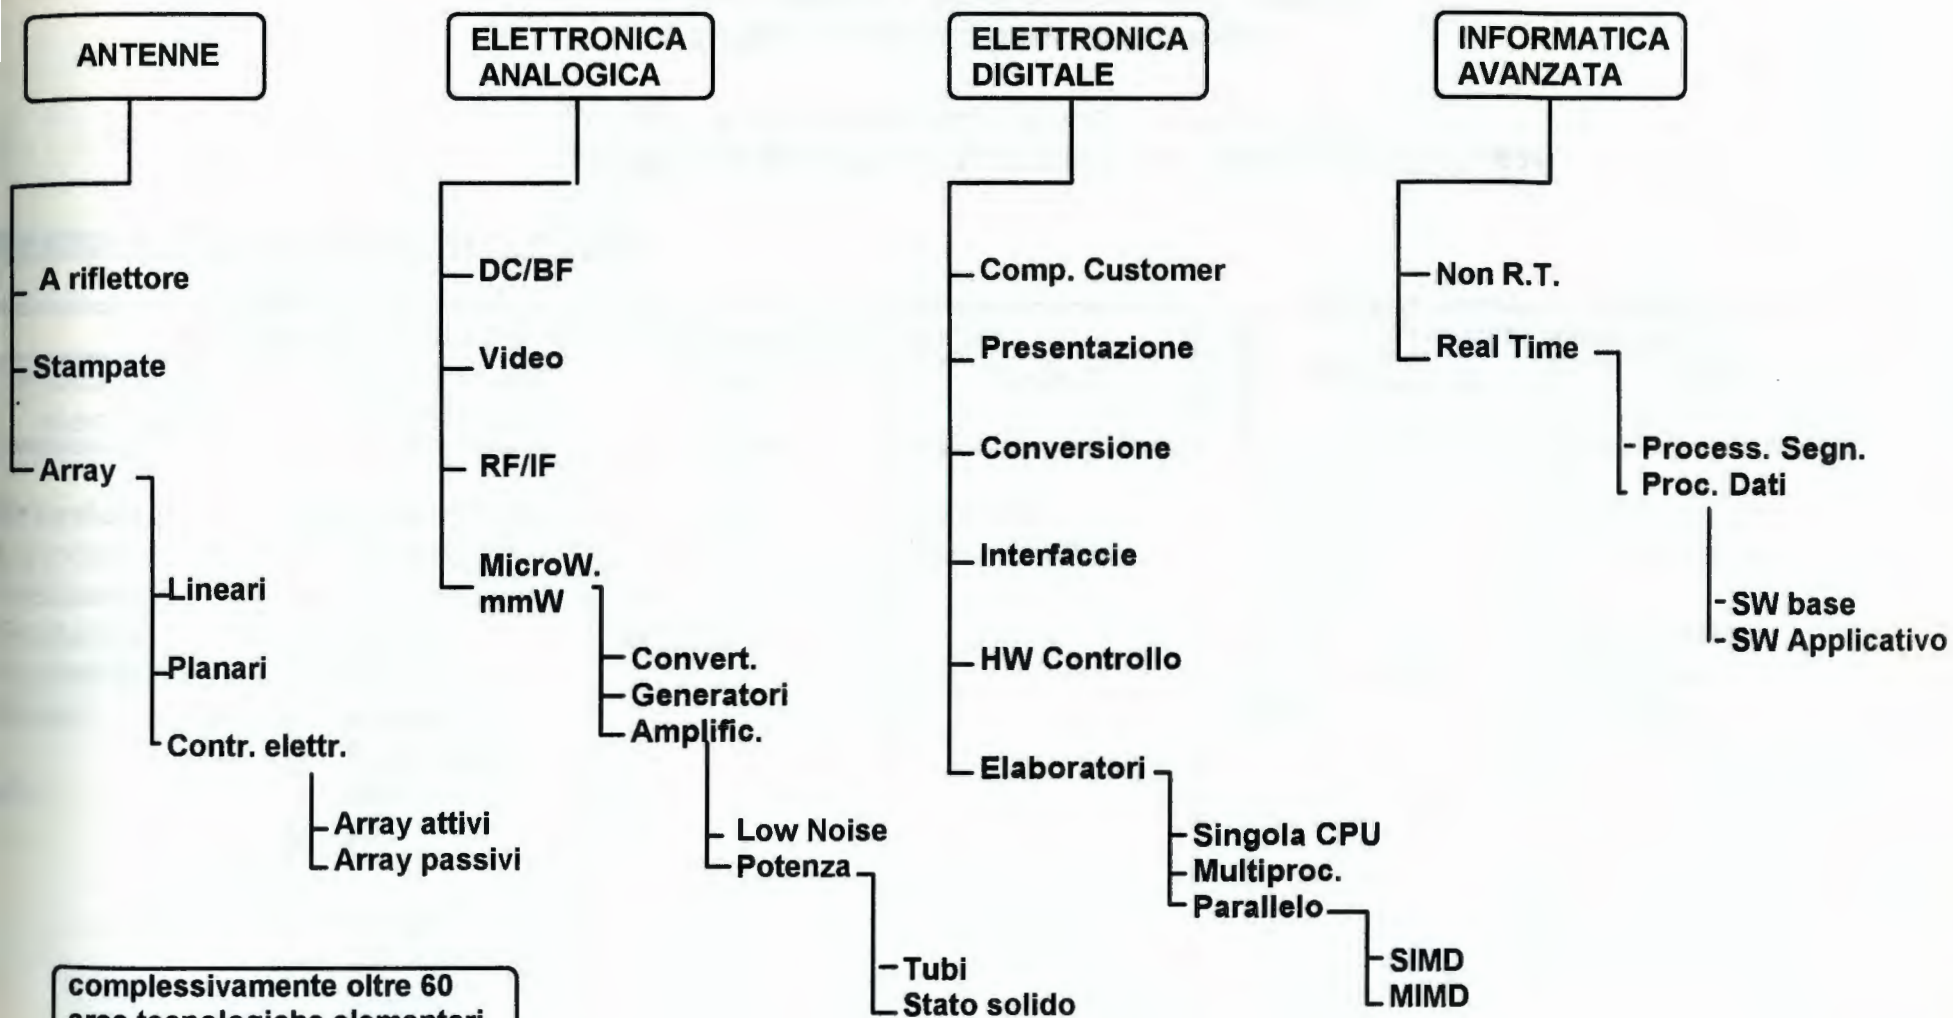 ANTENNE
A riflettore
Stampate
Array
Lineari
Planari
Contr. elettr.
Array attivi
Array passivi
ELETTRONICA
ANALOGICA
DC/BF
Video
RF/IF
MicroW.
mmW
Convert.
Generatori
Amplific.
Low Noise
Potenza
Tubi
Stato solido
ELETTRONICA
DIGITALE
Comp. Customer
Presentazione
Conversione
Interfaccie
HW Controllo
Elaboratori
Singola CPU
Multiproc.
Parallelo
SIMD
MIMD
INFORMATICA
AVANZATA
Non R.T.
Real Time
Process. Segn.
Proc. Dati
SW base
SW Applicativo
complessivamente oltre 60
aree tecnologiche elementari